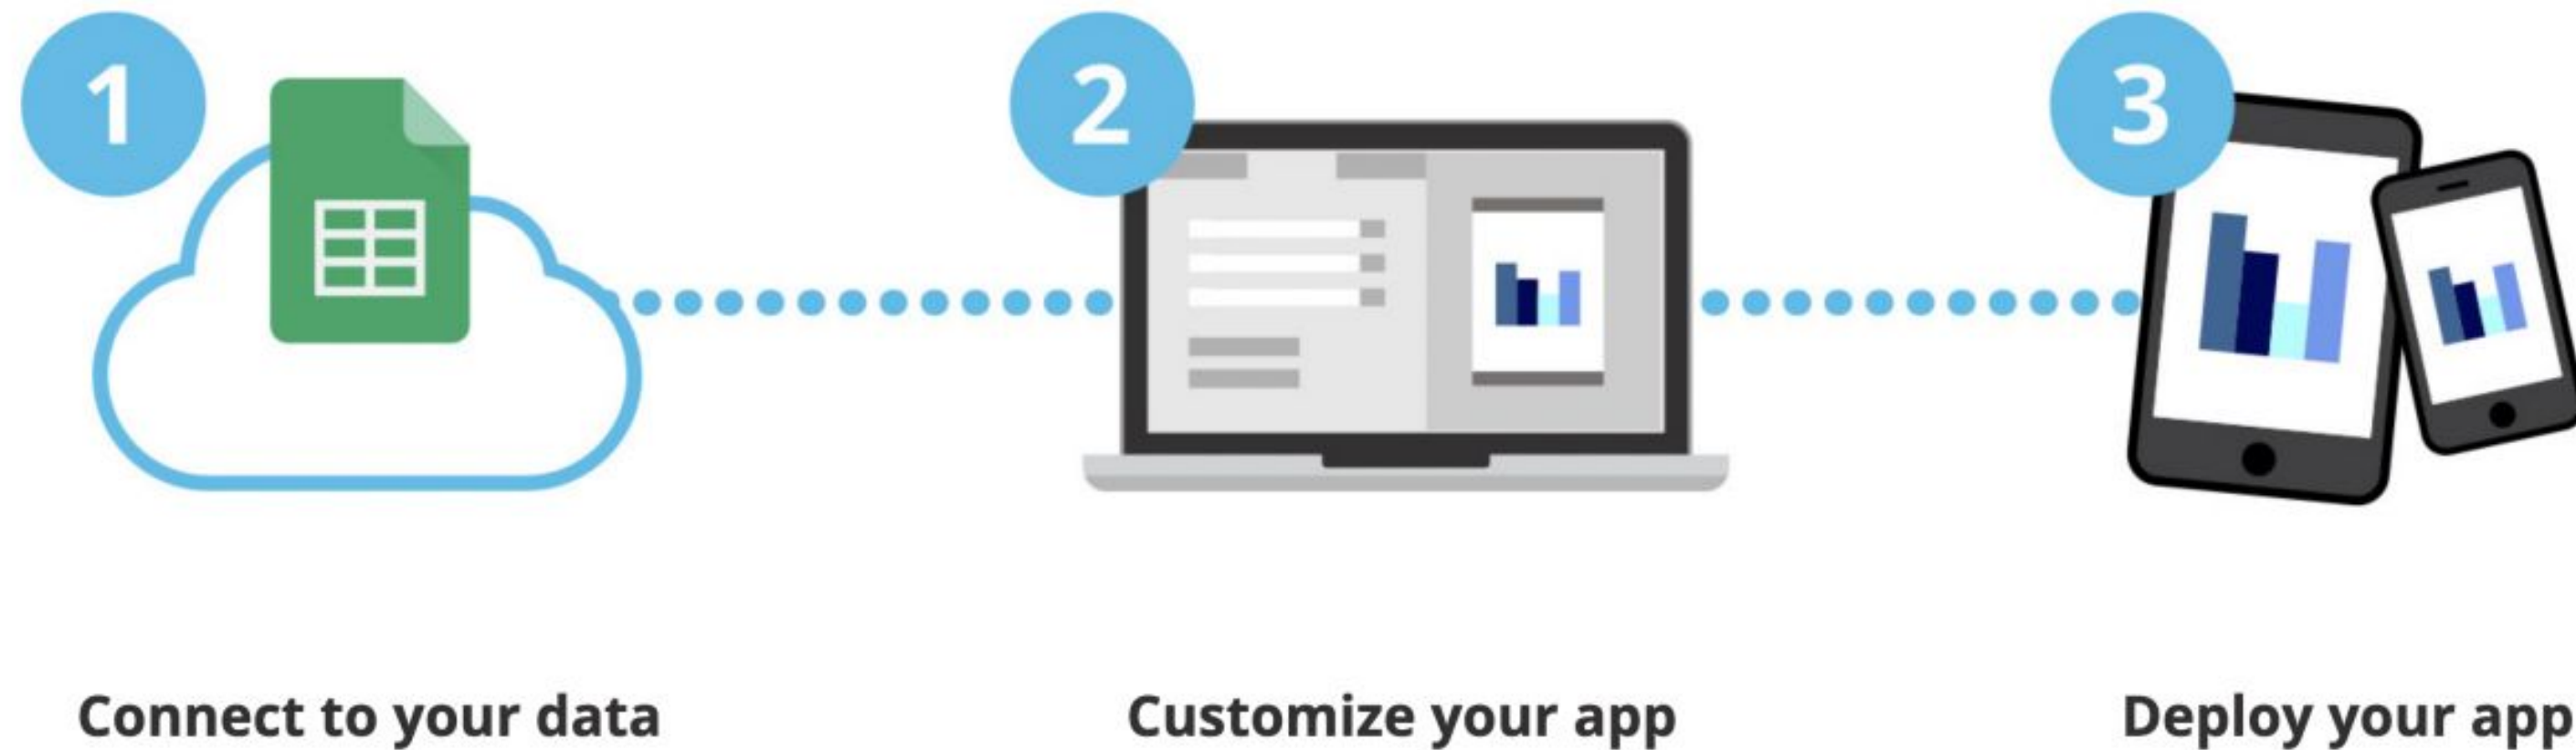 1
2
3
Connect to your data
Customize your app
Deploy your app